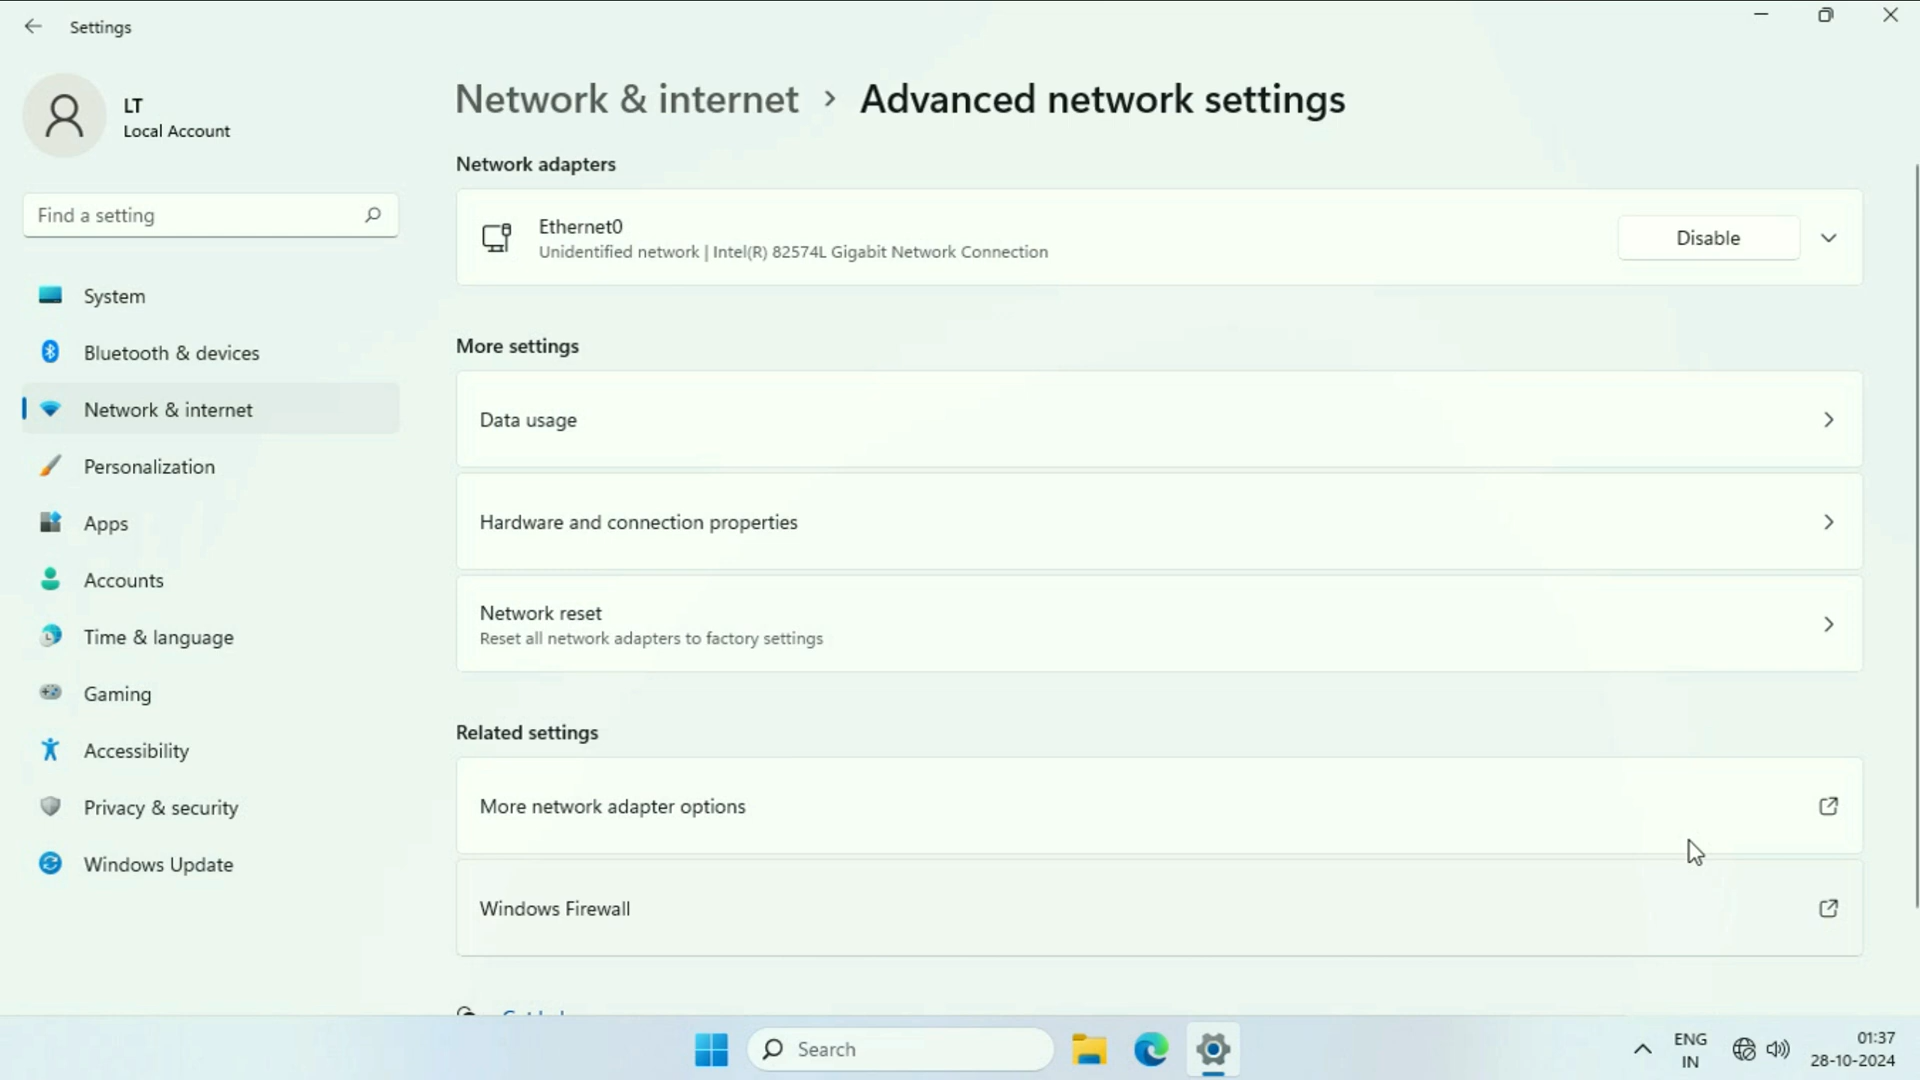 Settings
LT
Local Account
Find a setting
System
Bluetooth & devices
Network & internet
Personalization
Apps
Accounts
Time & language
Gaming
Accessibility
Privacy & security
Windows Update
Network & internet > Advanced network settings
Network adapters
Ethernet0
Unidentified network | Intel(R) 82574L Gigabit Network Connection
Disable
More settings
Data usage
Hardware and connection properties
Network reset
Reset all network adapters to factory settings
Related settings
More network adapter options
Windows Firewall
Search
ENG
IN
01:37
28-10-2024